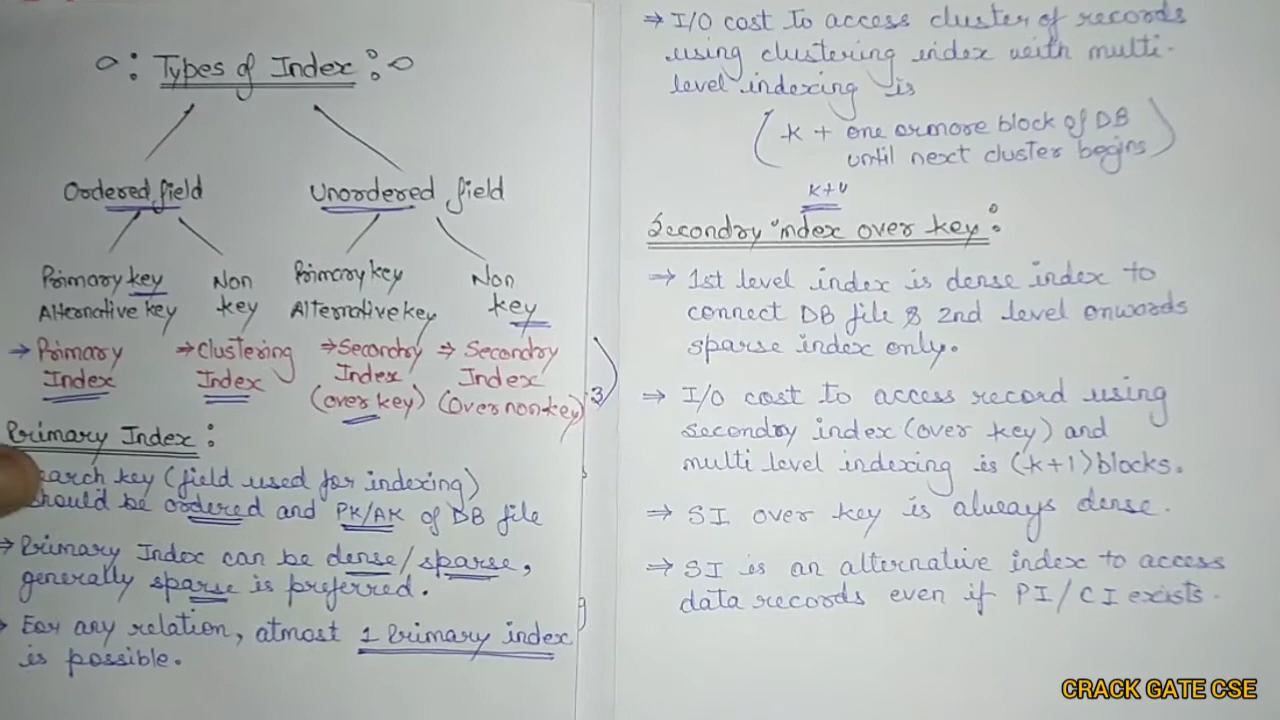 Types of Index
Ordered field
Unordered field
Primary key
Alternative key
Non
key
Primary key
Alternative key
Non
key
→ Primary
Index
→ Clustering
Index
→ Secondry
Index
(over key)
→ Secondry
Index
(Over non key)
3
Primary Index:
earch key (field used for indexing)
should be ordered and PK/AK of DB file
→ Primary Index can be dense/sparse,
generally sparse is preferred.
→ For any relation, atmost 1 Primary index
is possible.
→ I/O cost to access cluster of records
using clustering index with multi-
level indexing is
(k + one or more block of DB
until next cluster begins)
Secondry index over key:
→ 1st level index is dense index to
connect DB file & 2nd level onwords
sparse index only.
→ I/O cost to access record using
secondry index (over key) and
multi level indexing is (k+1) blocks.
→ SI over key is always dense.
→ SI is an alternative index to access
data records even if PI/CI exists.
CRACK GATE CSE